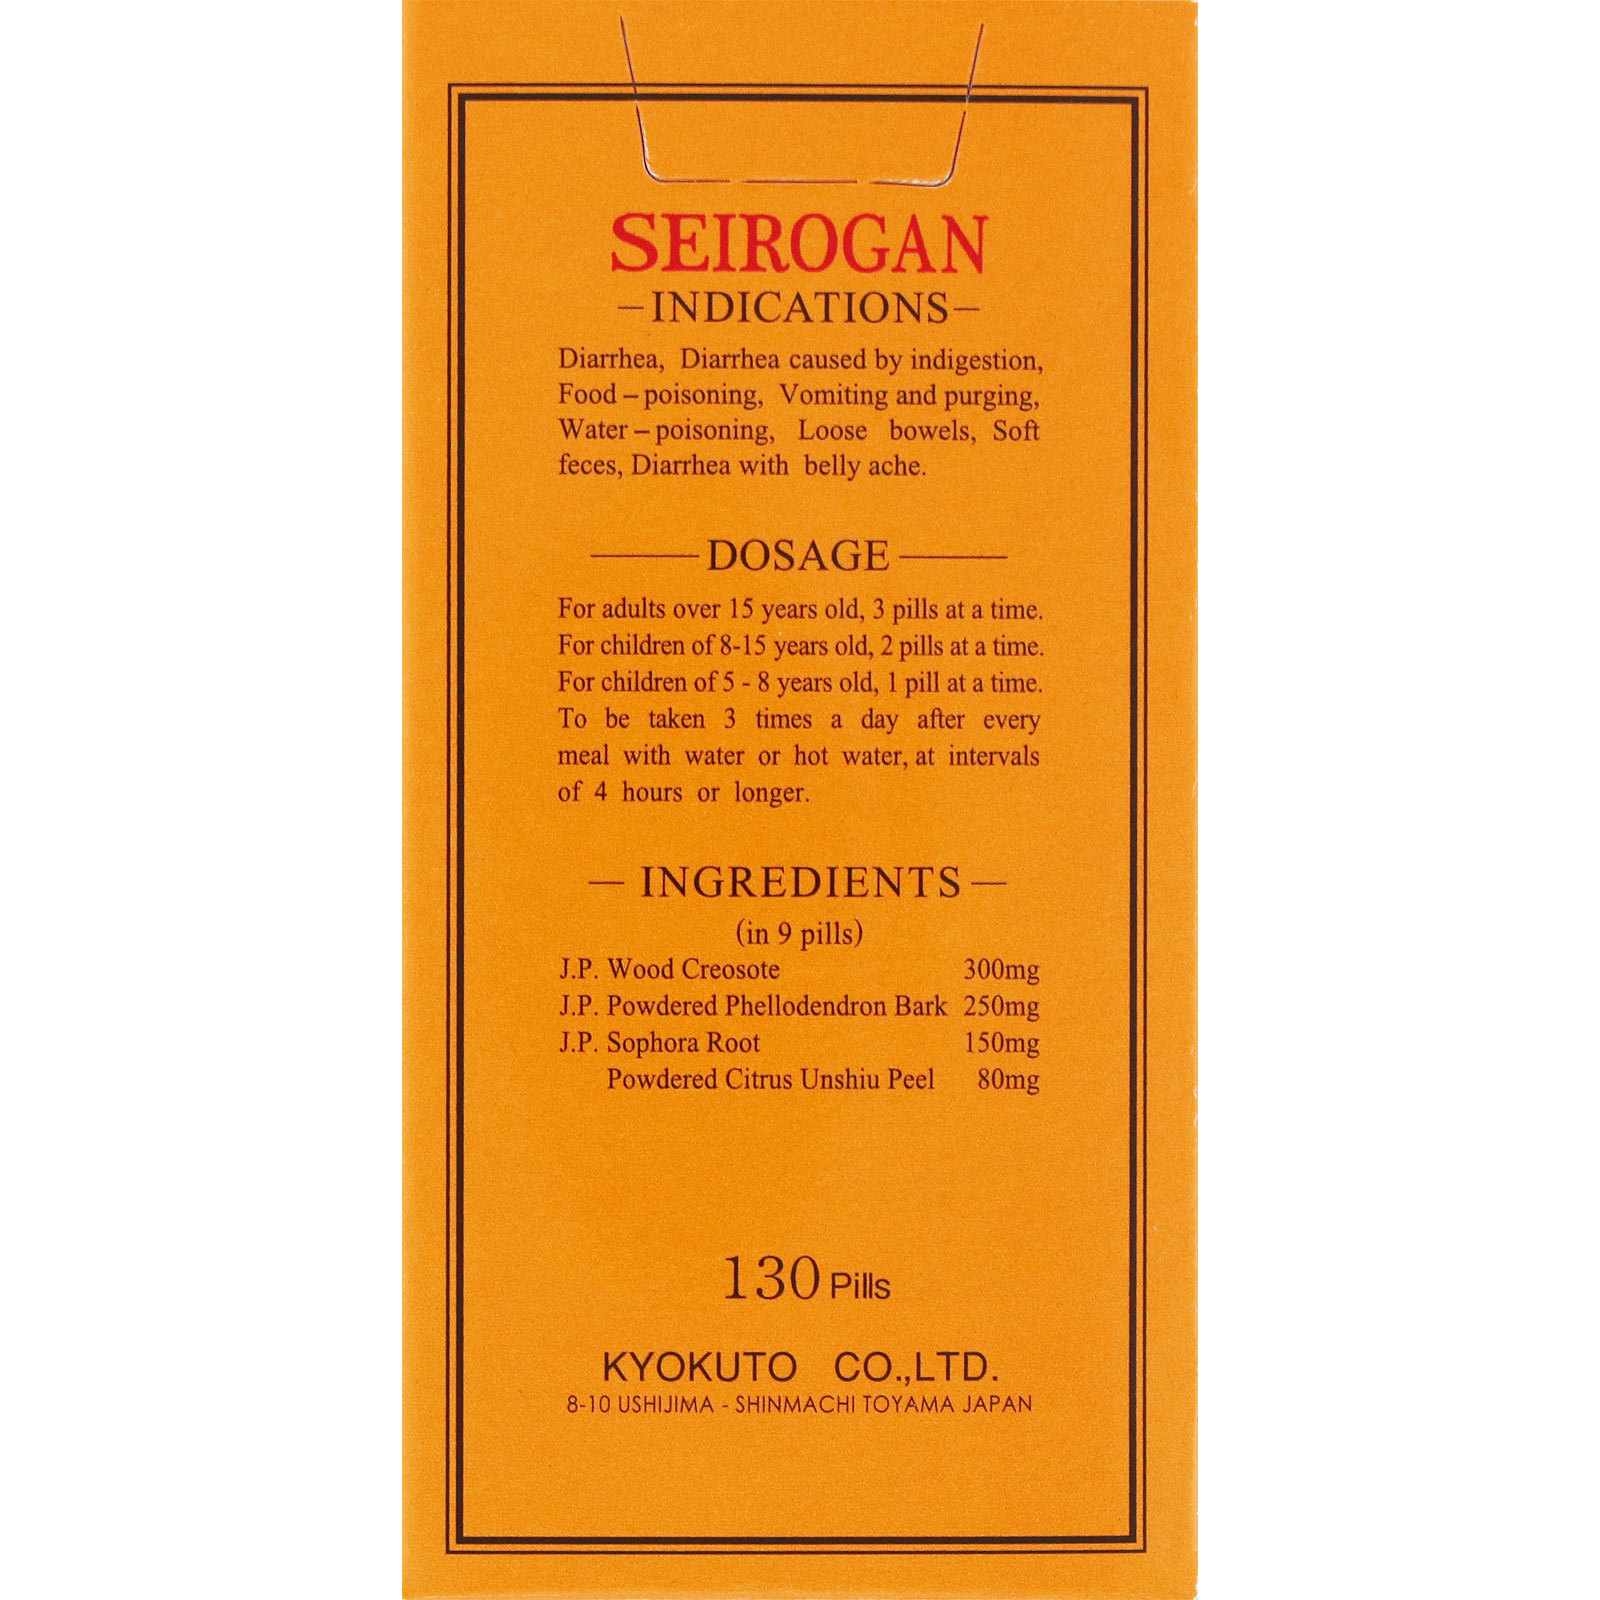 SEIROGAN
—INDICATIONS—
Diarrhea, Diarrhea caused by indigestion,
Food – poisoning, Vomiting and purging,
Water – poisoning, Loose bowels, Soft
feces, Diarrhea with belly ache.
DOSAGE
For adults over 15 years old, 3 pills at a time.
For children of 8-15 years old, 2 pills at a time.
For children of 5 - 8 years old, 1 pill at a time.
To be taken 3 times a day after every
meal with water or hot water, at intervals
of 4 hours or longer.
— INGREDIENTS —
(in 9 pills)
J.P. Wood Creosote 300mg
J.P. Powdered Phellodendron Bark 250mg
J.P. Sophora Root 150mg
Powdered Citrus Unshiu Peel 80mg
130 Pills
KYOKUTO CO.,LTD.
8-10 USHIJIMA - SHINMACHI TOYAMA JAPAN